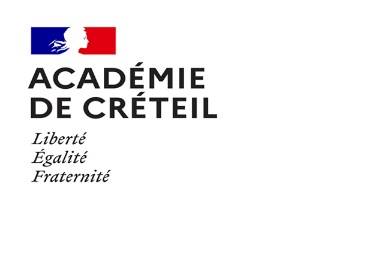 ACADÉMIE
DE CRÉTEIL
Liberté
Égalité
Fraternité